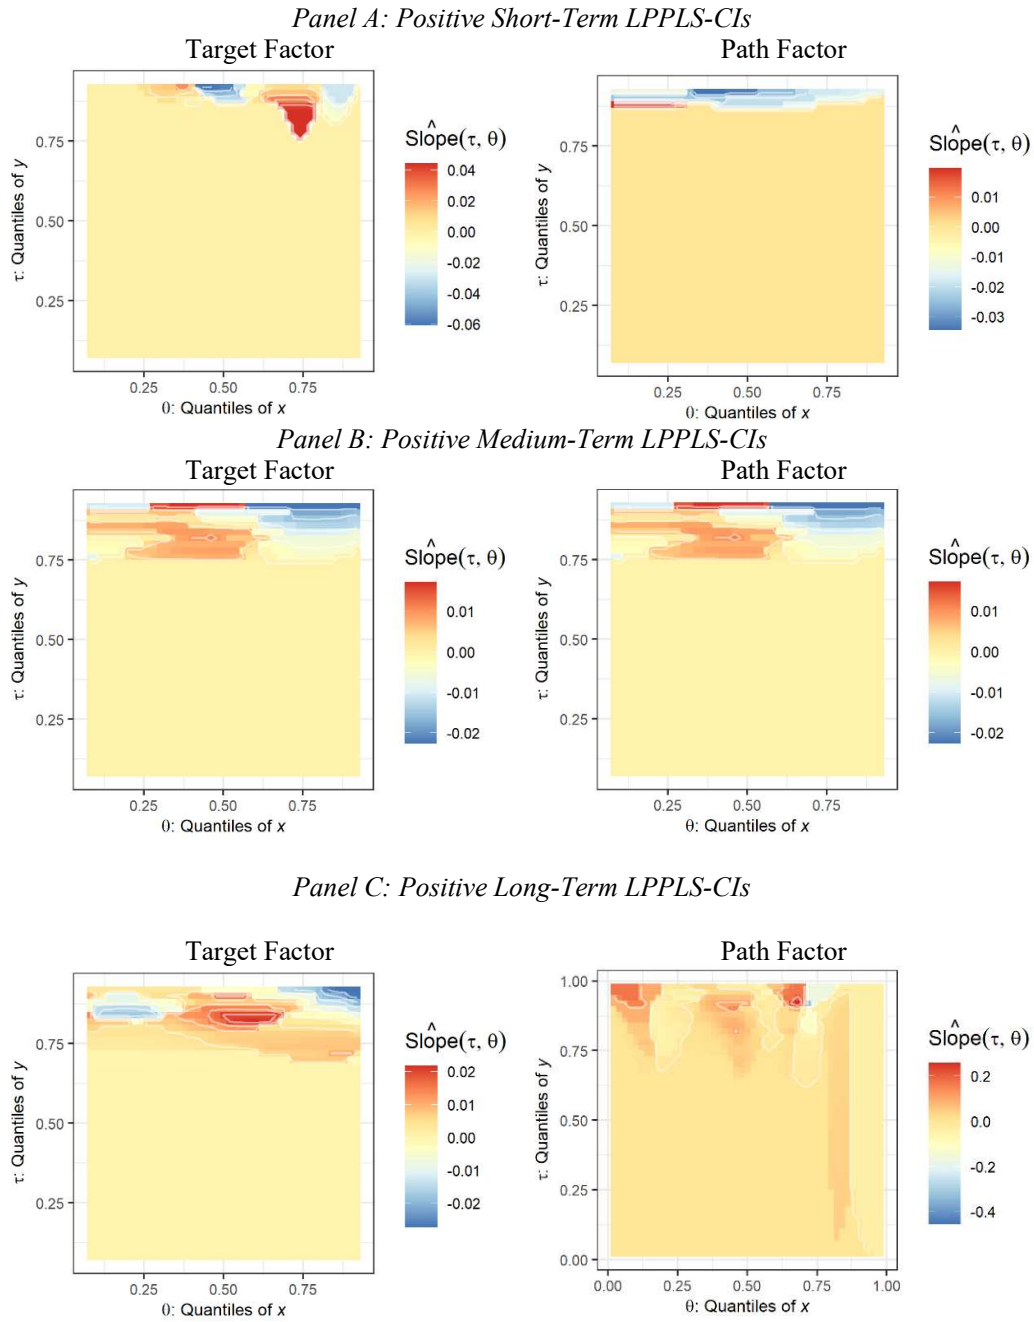 Panel A: Positive Short-Term LPPLS-CIs
Target Factor
Path Factor
τ: Quantiles of y
0.75
0.50
0.25
0.25 0.50 0.75
θ: Quantiles of x
^
Slope(τ, θ)
0.04
0.02
0.00
-0.02
-0.04
-0.06
τ: Quantiles of y
0.75
0.50
0.25
0.25 0.50 0.75
θ: Quantiles of x
^
Slope(τ, θ)
0.01
0.00
-0.01
-0.02
-0.03
Panel B: Positive Medium-Term LPPLS-CIs
Target Factor
Path Factor
τ: Quantiles of y
0.75
0.50
0.25
0.25 0.50 0.75
θ: Quantiles of x
^
Slope(τ, θ)
0.01
0.00
-0.01
-0.02
τ: Quantiles of y
0.75
0.50
0.25
0.25 0.50 0.75
θ: Quantiles of x
^
Slope(τ, θ)
0.01
0.00
-0.01
-0.02
Panel C: Positive Long-Term LPPLS-CIs
Target Factor
Path Factor
τ: Quantiles of y
0.75
0.50
0.25
0.25 0.50 0.75
θ: Quantiles of x
^
Slope(τ, θ)
0.02
0.01
0.00
-0.01
-0.02
τ: Quantiles of y
1.00
0.75
0.50
0.25
0.00
0.00 0.25 0.50 0.75 1.00
θ: Quantiles of x
^
Slope(τ, θ)
0.2
0.0
-0.2
-0.4